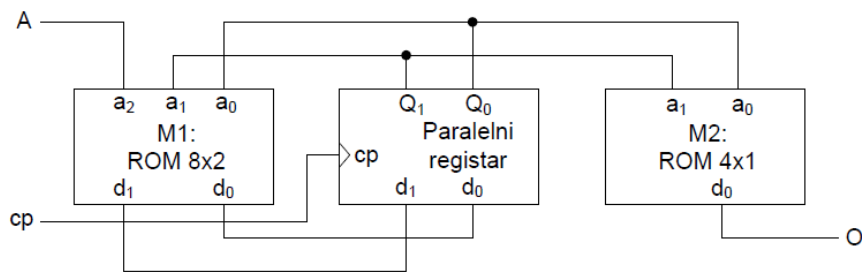 A
a₂ a₁ a₀
M1:
ROM 8x2
d₁ d₀
Q₁ Q₀
Paralelni
registar
cp
d₁ d₀
a₁ a₀
M2:
ROM 4x1
d₀
cp
O